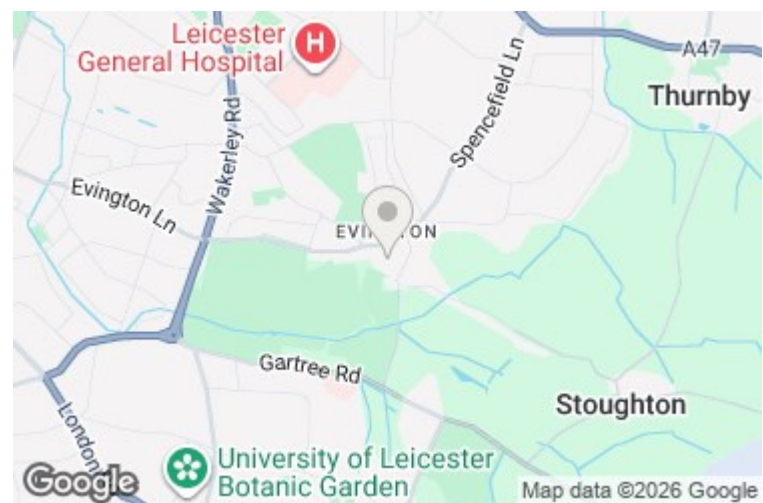 Leicester
General Hospital
H
A47
Thurnby
Spencefield Ln
Wakerley Rd
Evington Ln
EVINGTON
Gartree Rd
Stoughton
London
University of Leicester
Botanic Garden
Google
Map data ©2026 Google